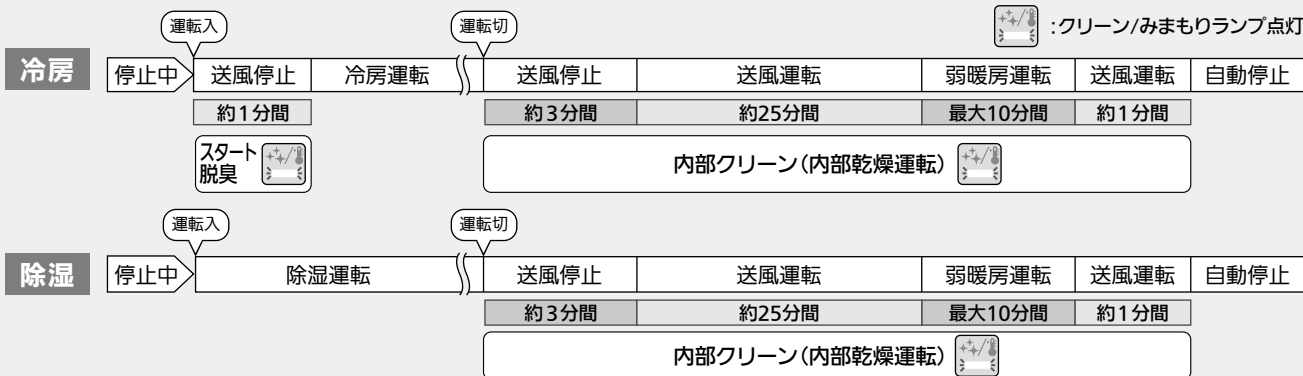 :クリーン/みまもりランプ点灯
運転入
運転切
冷房
停止中
送風停止
冷房運転
送風停止
送風運転
弱暖房運転
送風運転
自動停止
約1分間
約3分間
約25分間
最大10分間
約1分間
スタート
脱臭
内部クリーン(内部乾燥運転)
運転入
運転切
除湿
停止中
除湿運転
送風停止
送風運転
弱暖房運転
送風運転
自動停止
約3分間
約25分間
最大10分間
約1分間
内部クリーン(内部乾燥運転)